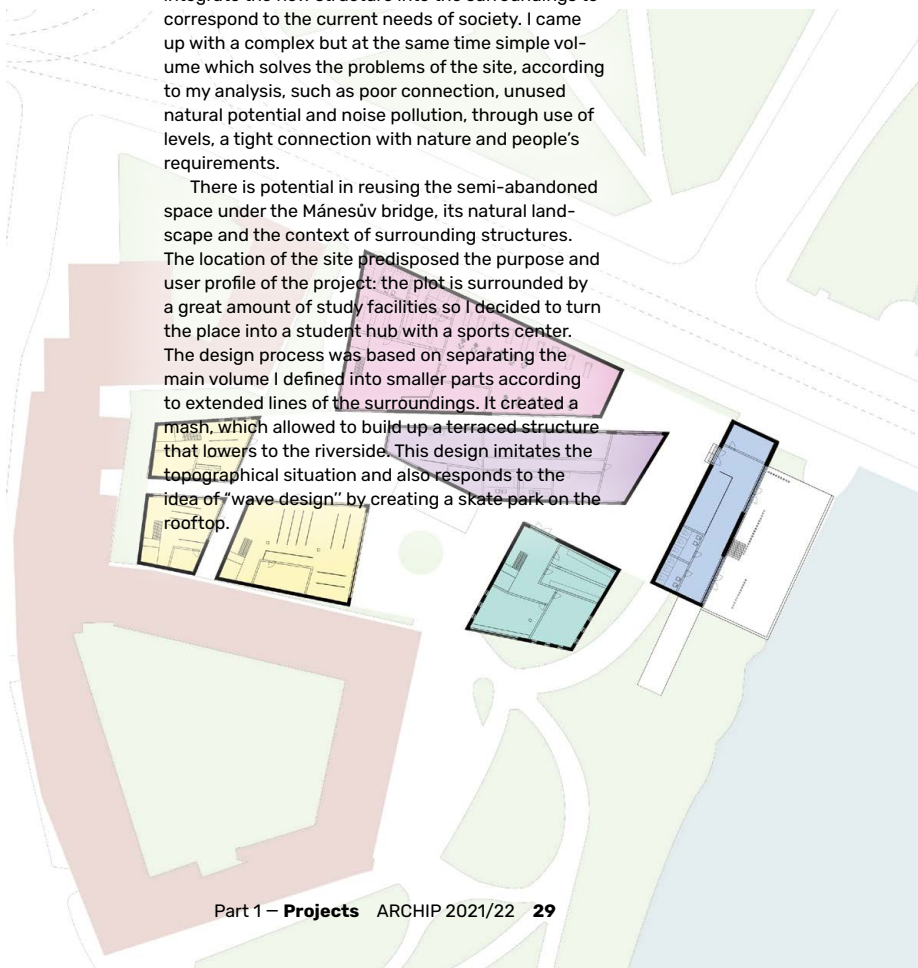 integrate the new structure into the surroundings to
correspond to the current needs of society. I came
up with a complex but at the same time simple vol-
ume which solves the problems of the site, according
to my analysis, such as poor connection, unused
natural potential and noise pollution, through use of
levels, a tight connection with nature and people’s
requirements.
There is potential in reusing the semi-abandoned
space under the Mánesův bridge, its natural land-
scape and the context of surrounding structures.
The location of the site predisposed the purpose and
user profile of the project: the plot is surrounded by
a great amount of study facilities so I decided to turn
the place into a student hub with a sports center.
The design process was based on separating the
main volume I defined into smaller parts according
to extended lines of the surroundings. It created a
mash, which allowed to build up a terraced structure
that lowers to the riverside. This design imitates the
topographical situation and also responds to the
idea of “wave design’’ by creating a skate park on the
rooftop.
Part 1 — Projects ARCHIP 2021/22 29